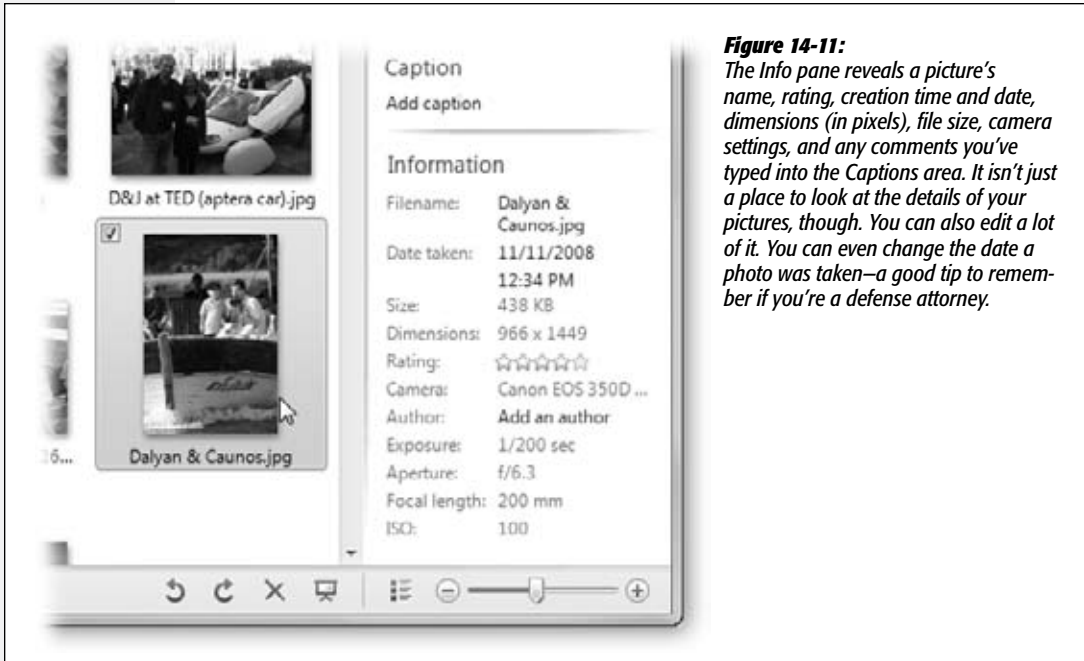 Caption
Add caption
Information
Filename: Dalyan &
Caunos.jpg
Date taken: 11/11/2008
12:34 PM
Size: 438 KB
Dimensions: 966 x 1449
Rating:
Camera: Canon EOS 350D ...
Author: Add an author
Exposure: 1/200 sec
Aperture: f/6.3
Focal length: 200 mm
ISO: 100
D&J at TED (aptera car).jpg
Dalyan & Caunos.jpg
16...
Figure 14-11:
The Info pane reveals a picture's
name, rating, creation time and date,
dimensions (in pixels), file size, camera
settings, and any comments you've
typed into the Captions area. It isn't just
a place to look at the details of your
pictures, though. You can also edit a lot
of it. You can even change the date a
photo was taken—a good tip to remem-
ber if you're a defense attorney.